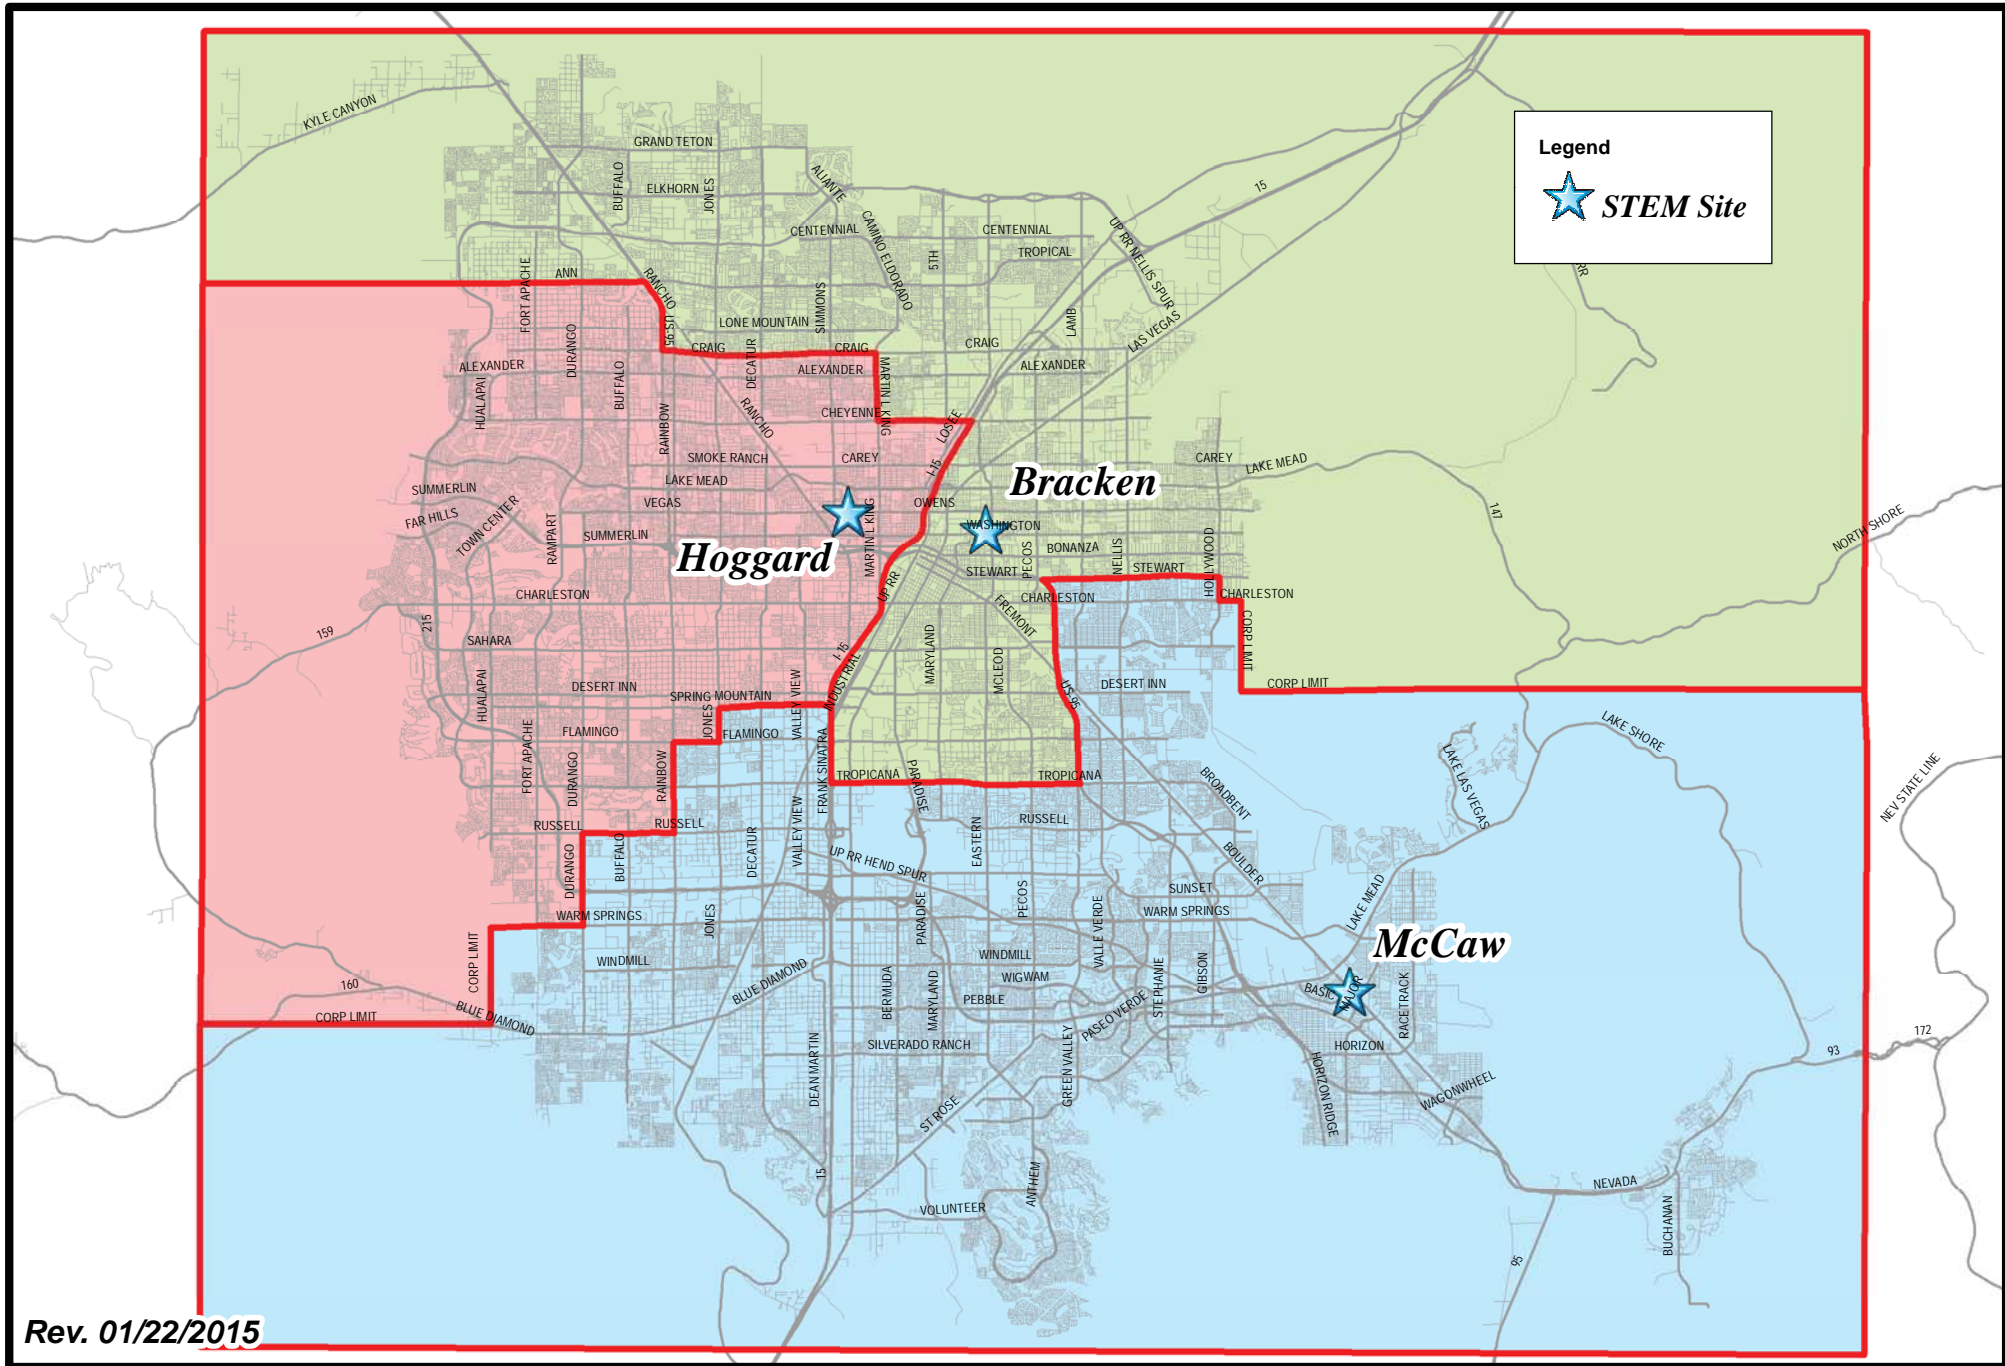 KYLE CANYON
GRAND TETON
BUFFALO
ELKHORN
JONES
ALIANTE
CAMINO ELDORADO
CENTENNIAL
5TH
CENTENNIAL
TROPICAL
UP RR NELLIS SPUR
15
Legend
STEM Site
RR
ANN
FORT APACHE
RANCHO
US-95
LONE MOUNTAIN
SIMMONS
LAMB
LAS VEGAS
DURANGO
CRAIG
DECATUR
CRAIG
CRAIG
ALEXANDER
ALEXANDER
ALEXANDER
BUFFALO
HUALAPAI
MARTIN L KING
RAINBOW
RANCHO
CHEYENNE
LOSEE
SMOKE RANCH
CAREY
I-15
CAREY
LAKE MEAD
LAKE MEAD
SUMMERLIN
VEGAS
Bracken
147
FAR HILLS
TOWN CENTER
RAMPART
SUMMERLIN
MARTIN L KING
OWENS
WASHINGTON
NORTH SHORE
Hoggard
PECOS
BONANZA
NELLIS
HOLLYWOOD
STEWART
STEWART
UP RR
CHARLESTON
FREMONT
CHARLESTON
CHARLESTON
159
215
SAHARA
I-15
INDUSTRIAL
MARYLAND
MCLEOD
CORP LIMIT
DESERT INN
SPRING MOUNTAIN
VALLEY VIEW
US-95
DESERT INN
CORP LIMIT
HUALAPAI
FORT APACHE
FLAMINGO
JONES
FLAMINGO
FRANK SINATRA
LAKE SHORE
LAKE LAS VEGAS
DURANGO
RAINBOW
TROPICANA
PARADISE
TROPICANA
BROADBENT
NEV STATE LINE
RUSSELL
RUSSELL
VALLEY VIEW
RUSSELL
DURANGO
BUFFALO
DECATUR
UP RR HEND SPUR
EASTERN
BOULDER
WARM SPRINGS
JONES
PARADISE
PECOS
VALLE VERDE
SUNSET
WARM SPRINGS
LAKE MEAD
McCaw
CORP LIMIT
WINDMILL
BLUE DIAMOND
WINDMILL
WIGWAM
STEPHANIE
GIBSON
160
BLUE DIAMOND
CORP LIMIT
BERMUDA
MARYLAND
PEBBLE
PASEO VERDE
BASIC
MAJOR
RACETRACK
DEAN MARTIN
SILVERADO RANCH
GREEN VALLEY
HORIZON
HORIZON RIDGE
WAGONWHEEL
172
93
ST ROSE
15
ANTHEM
VOLUNTEER
NEVADA
BUCHANAN
95
Rev. 01/22/2015